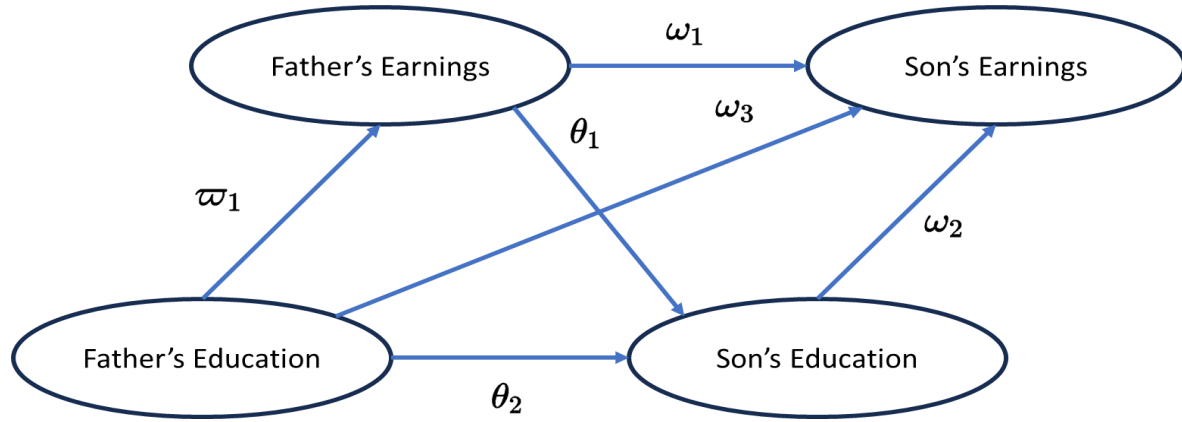 ω₁
Father's Earnings
Son's Earnings
ω₃
θ₁
ϖ₁
ω₂
Father's Education
Son's Education
θ₂